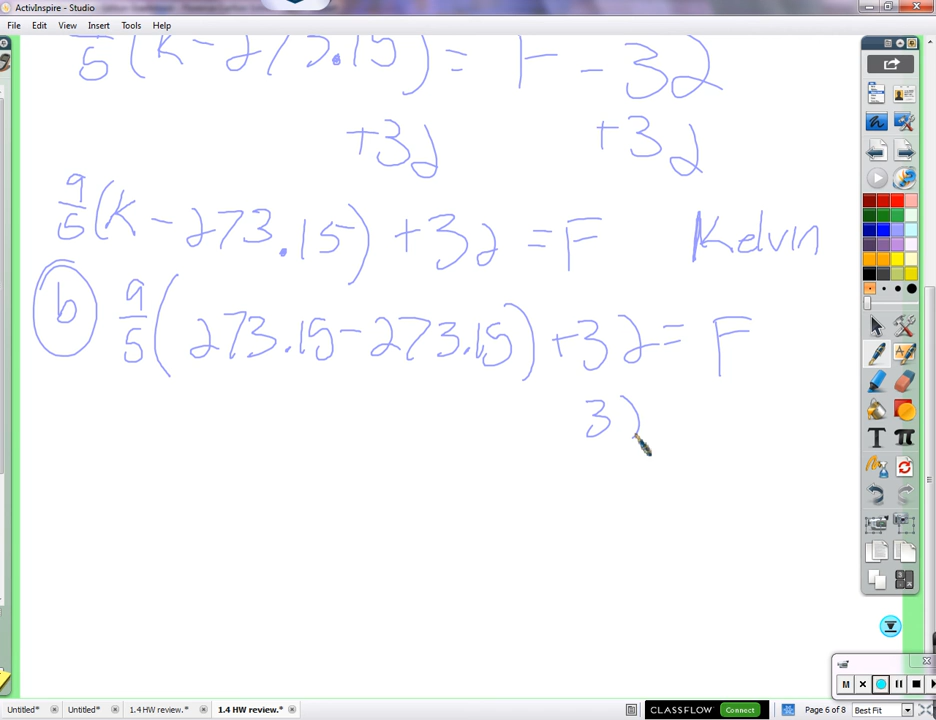 ActivInspire - Studio
File Edit View Insert Tools Help
9/5 (K - 273.15) = F - 32
+32 +32
9/5 (K - 273.15) + 32 = F Kelvin
b 9/5 (273.15 - 273.15) + 32 = F
3
M
Untitled* Untitled* 1.4 HW review.* 1.4 HW review.* CLASSFLOW Connect Page 6 of 8 Best Fit